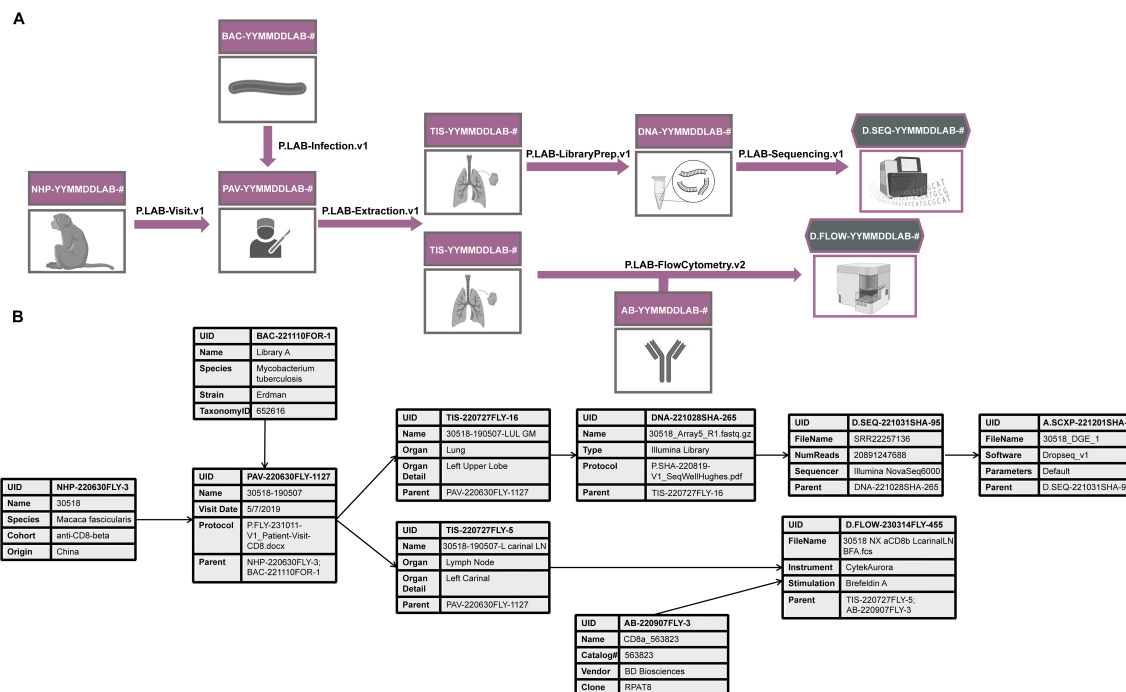 A
BAC-YYMMDDLAB-#
P.LAB-Infection.v1
NHP-YYMMDDLAB-#
P.LAB-Visit.v1
PAV-YYMMDDLAB-#
P.LAB-Extraction.v1
TIS-YYMMDDLAB-#
P.LAB-LibraryPrep.v1
DNA-YYMMDDLAB-#
P.LAB-Sequencing.v1
D.SEQ-YYMMDDLAB-#
TIS-YYMMDDLAB-#
P.LAB-FlowCytometry.v2
D.FLOW-YYMMDDLAB-#
AB-YYMMDDLAB-#
B
UID BAC-221110FOR-1
Name Library A
Species Mycobacterium
tuberculosis
Strain Erdman
TaxonomyID 652616
UID NHP-220630FLY-3
Name 30518
Species Macaca fascicularis
Cohort anti-CD8-beta
Origin China
UID PAV-220630FLY-1127
Name 30518-190507
Visit Date 5/7/2019
Protocol P.FLY-231011-
V1_Patient-Visit-
CD8.docx
Parent NHP-220630FLY-3;
BAC-221110FOR-1
UID TIS-220727FLY-16
Name 30518-190507-LUL GM
Organ Lung
Organ
Detail Left Upper Lobe
Parent PAV-220630FLY-1127
UID DNA-221028SHA-265
Name 30518_Array5_R1.fastq.gz
Type Illumina Library
Protocol P.SHA-220819-
V1_SeqWellHughes.pdf
Parent TIS-220727FLY-16
UID D.SEQ-221031SHA-95
FileName SRR22257136
NumReads 20891247688
Sequencer Illumina NovaSeq6000
Parent DNA-221028SHA-265
UID A.SCXP-221201SHA-
FileName 30518_DGE_1
Software Dropseq_v1
Parameters Default
Parent D.SEQ-221031SHA-9
UID TIS-220727FLY-5
Name 30518-190507-L carinal LN
Organ Lymph Node
Organ
Detail Left Carinal
Parent PAV-220630FLY-1127
UID D.FLOW-230314FLY-455
FileName 30518 NX aCD8b LcarinalLN
BFA.fcs
Instrument CytekAurora
Stimulation Brefeldin A
Parent TIS-220727FLY-5;
AB-220907FLY-3
UID AB-220907FLY-3
Name CD8a_563823
Catalog# 563823
Vendor BD Biosciences
Clone RPAT8